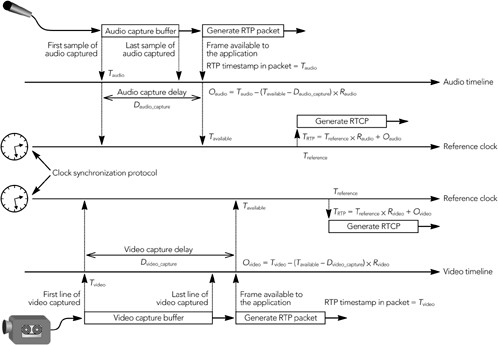 Audio capture buffer
Generate RTP packet
First sample of
audio captured
Last sample of
audio captured
Frame available to
the application
RTP timestamp in packet = Taudio
Taudio
Audio timeline
Audio capture delay
Daudio_capture
Oaudio = Taudio – (Tavailable – Daudio_capture) × Raudio
Generate RTCP
Tavailable
TRTP = Treference × Raudio + Oaudio
Reference clock
Treference
Clock synchronization protocol
Treference
Reference clock
Tavailable
TRTP = Treference × Rvideo + Ovideo
Generate RTCP
Video capture delay
Dvideo_capture
Ovideo = Tvideo – (Tavailable – Dvideo_capture) × Rvideo
Video timeline
Tvideo
First line of
video captured
Last line of
video captured
Frame available to
the application
RTP timestamp in packet = Tvideo
Video capture buffer
Generate RTP packet